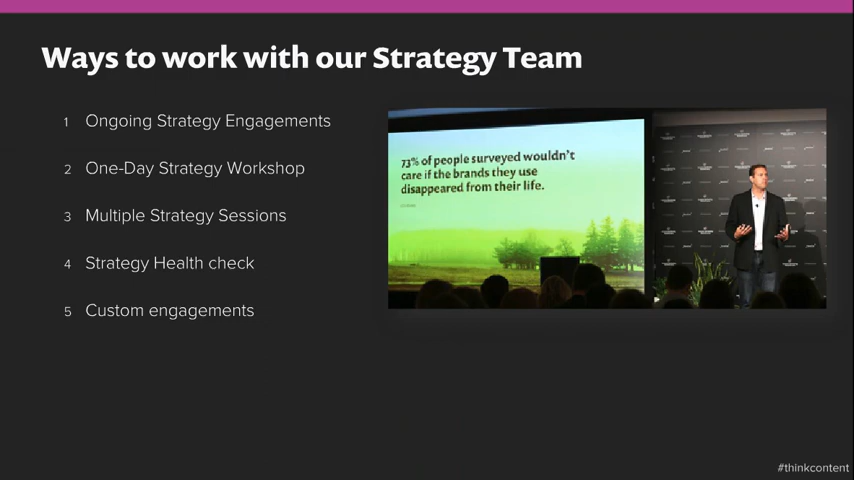 Ways to work with our Strategy Team
1 Ongoing Strategy Engagements
2 One-Day Strategy Workshop
3 Multiple Strategy Sessions
4 Strategy Health check
5 Custom engagements
73% of people surveyed wouldn't
care if the brands they use
disappeared from their life.
#thinkcontent